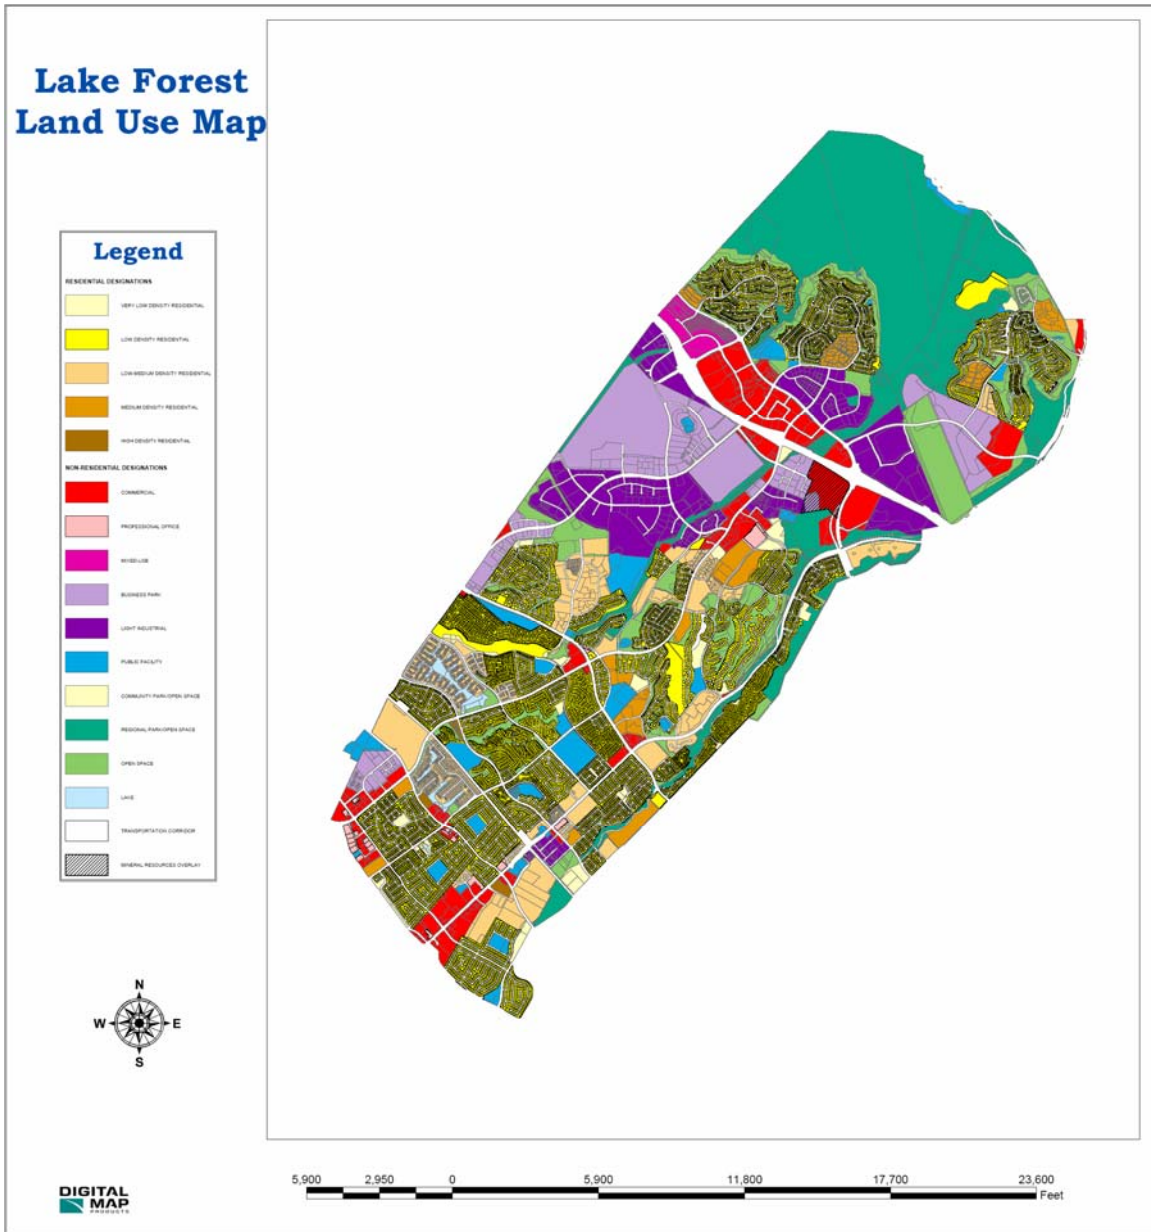 Lake Forest
Land Use Map
Legend
RESIDENTIAL DESIGNATIONS
VERY LOW DENSITY RESIDENTIAL
LOW DENSITY RESIDENTIAL
LOW-MEDIUM DENSITY RESIDENTIAL
MEDIUM DENSITY RESIDENTIAL
HIGH DENSITY RESIDENTIAL
NON-RESIDENTIAL DESIGNATIONS
COMMERCIAL
PROFESSIONAL OFFICE
MIXED USE
BUSINESS PARK
LIGHT INDUSTRIAL
PUBLIC FACILITY
COMMUNITY PARK/OPEN SPACE
REGIONAL PARK/OPEN SPACE
OPEN SPACE
LAKE
TRANSPORTATION CORRIDOR
MINERAL RESOURCES OVERLAY
N
W E
S
DIGITAL
MAP
PRODUCTS
5,900 2,950 0 5,900 11,800 17,700 23,600
Feet